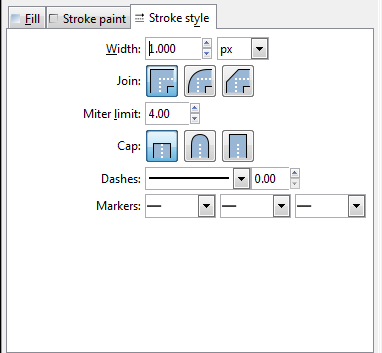 Fill Stroke paint Stroke style
Width: 1.000 px
Join:
Miter limit: 4.00
Cap:
Dashes: 0.00
Markers: